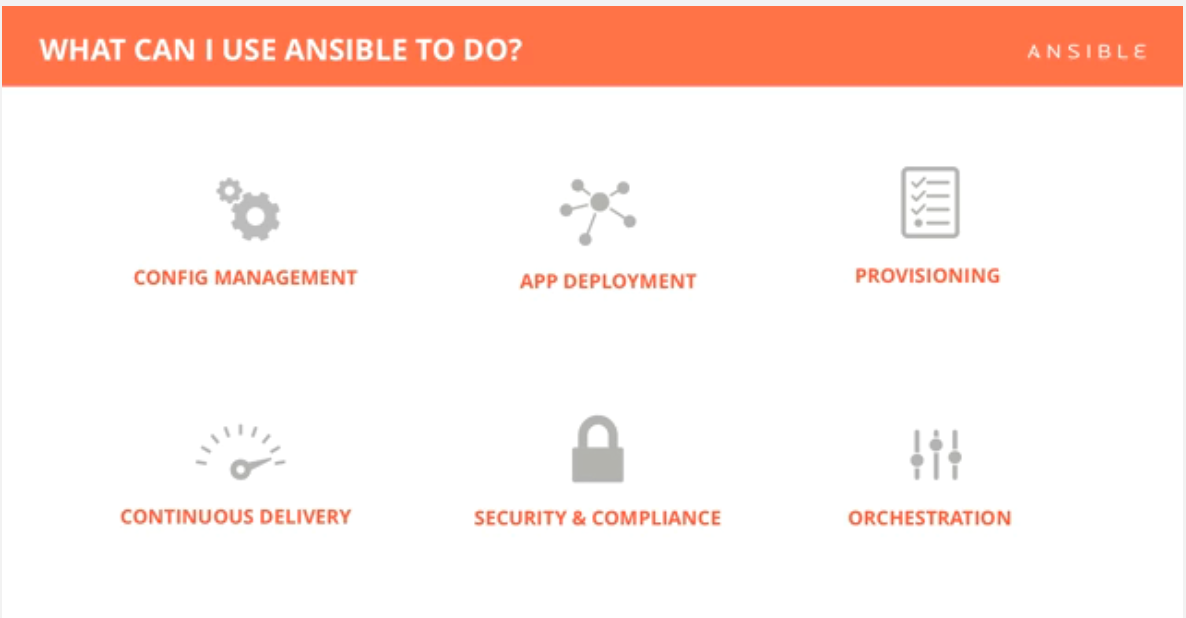 WHAT CAN I USE ANSIBLE TO DO?
ANSIBLE
CONFIG MANAGEMENT
APP DEPLOYMENT
PROVISIONING
CONTINUOUS DELIVERY
SECURITY & COMPLIANCE
ORCHESTRATION